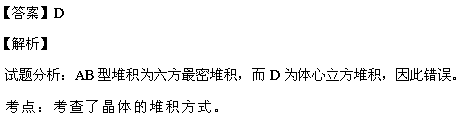 【答案】D
【解析】
试题分析：AB型堆积为六方最密堆积，而D为体心立方堆积，因此错误。
考点：考查了晶体的堆积方式。